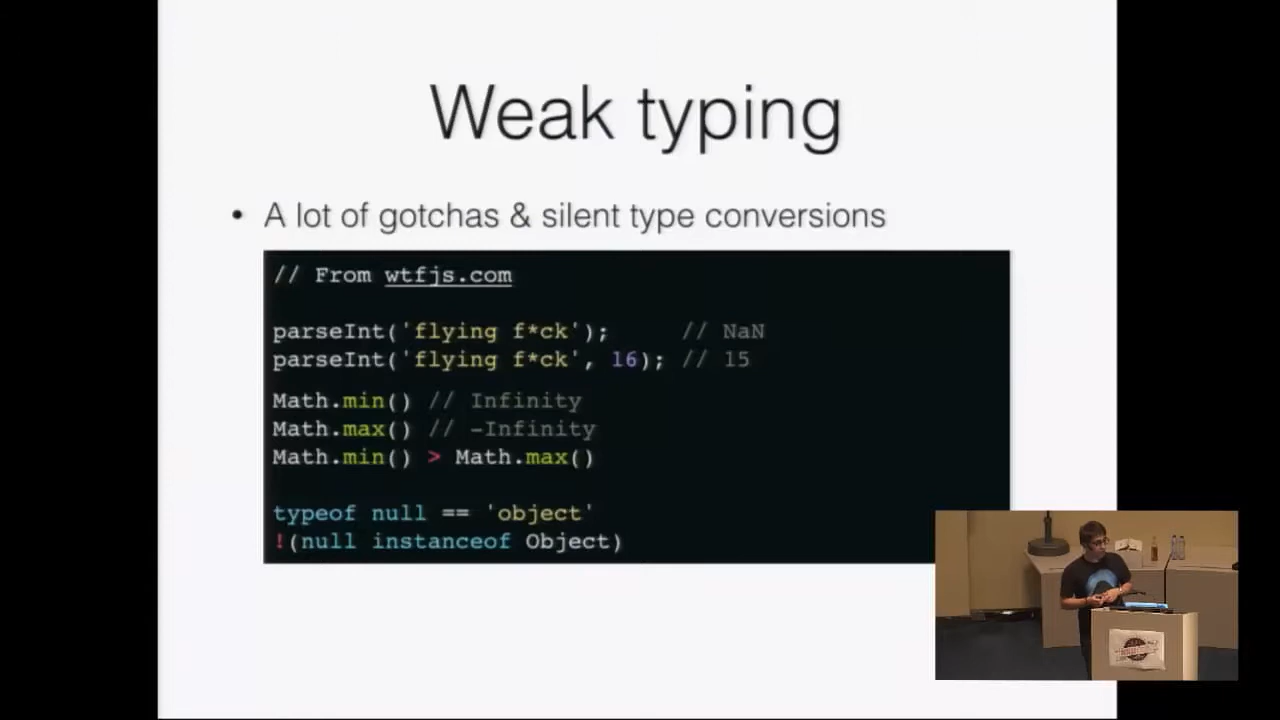 Weak typing
• A lot of gotchas & silent type conversions
// From wtfjs.com
parseInt('flying f*ck');     // NaN
parseInt('flying f*ck', 16); // 15
Math.min() // Infinity
Math.max() // -Infinity
Math.min() > Math.max()
typeof null == 'object'
!(null instanceof Object)